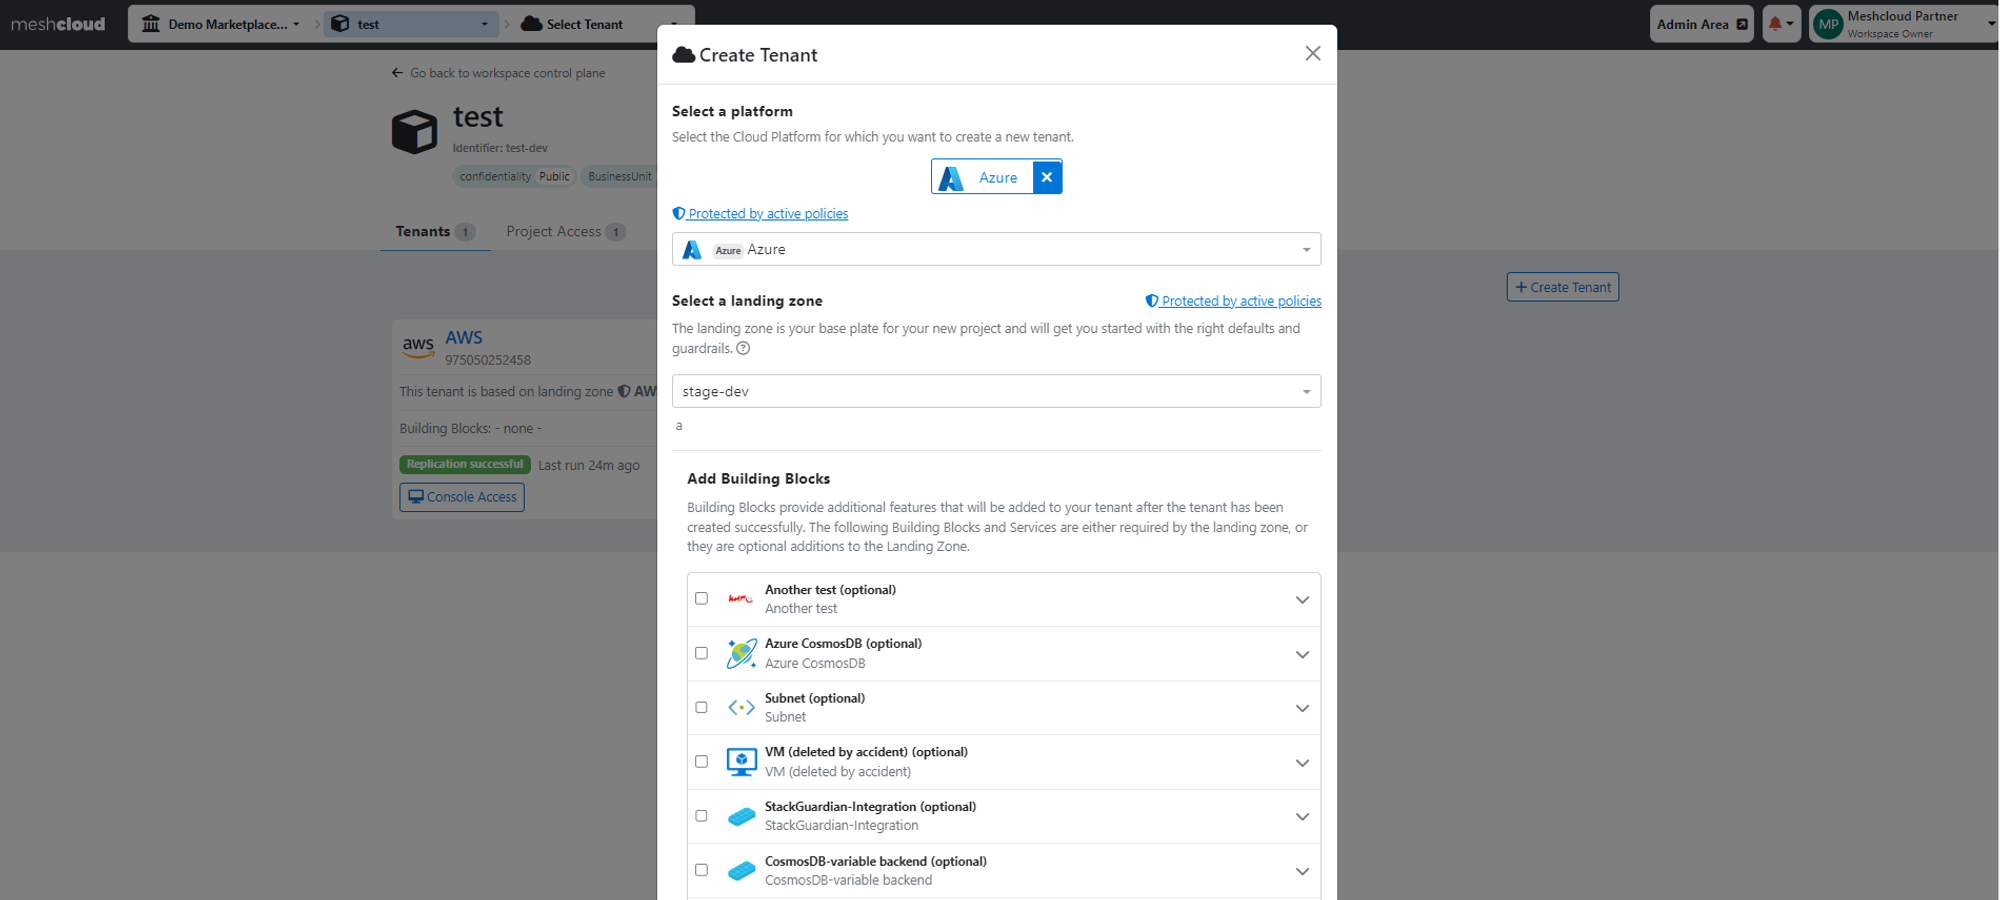 meshcloud
Demo Marketplace...
test
Select Tenant
Admin Area
MP
Meshcloud Partner
Workspace Owner
Go back to workspace control plane
test
Identifier: test-dev
confidentiality Public
BusinessUnit
Tenants 1
Project Access 1
+ Create Tenant
aws
AWS
975050252458
This tenant is based on landing zone AW
Building Blocks: - none -
Replication successful Last run 24m ago
Console Access
Create Tenant
Select a platform
Select the Cloud Platform for which you want to create a new tenant.
Azure
Protected by active policies
Azure Azure
Select a landing zone
Protected by active policies
The landing zone is your base plate for your new project and will get you started with the right defaults and
guardrails.
stage-dev
a
Add Building Blocks
Building Blocks provide additional features that will be added to your tenant after the tenant has been
created successfully. The following Building Blocks and Services are either required by the landing zone, or
they are optional additions to the Landing Zone.
Another test (optional)
Another test
Azure CosmosDB (optional)
Azure CosmosDB
Subnet (optional)
Subnet
VM (deleted by accident) (optional)
VM (deleted by accident)
StackGuardian-Integration (optional)
StackGuardian-Integration
CosmosDB-variable backend (optional)
CosmosDB-variable backend